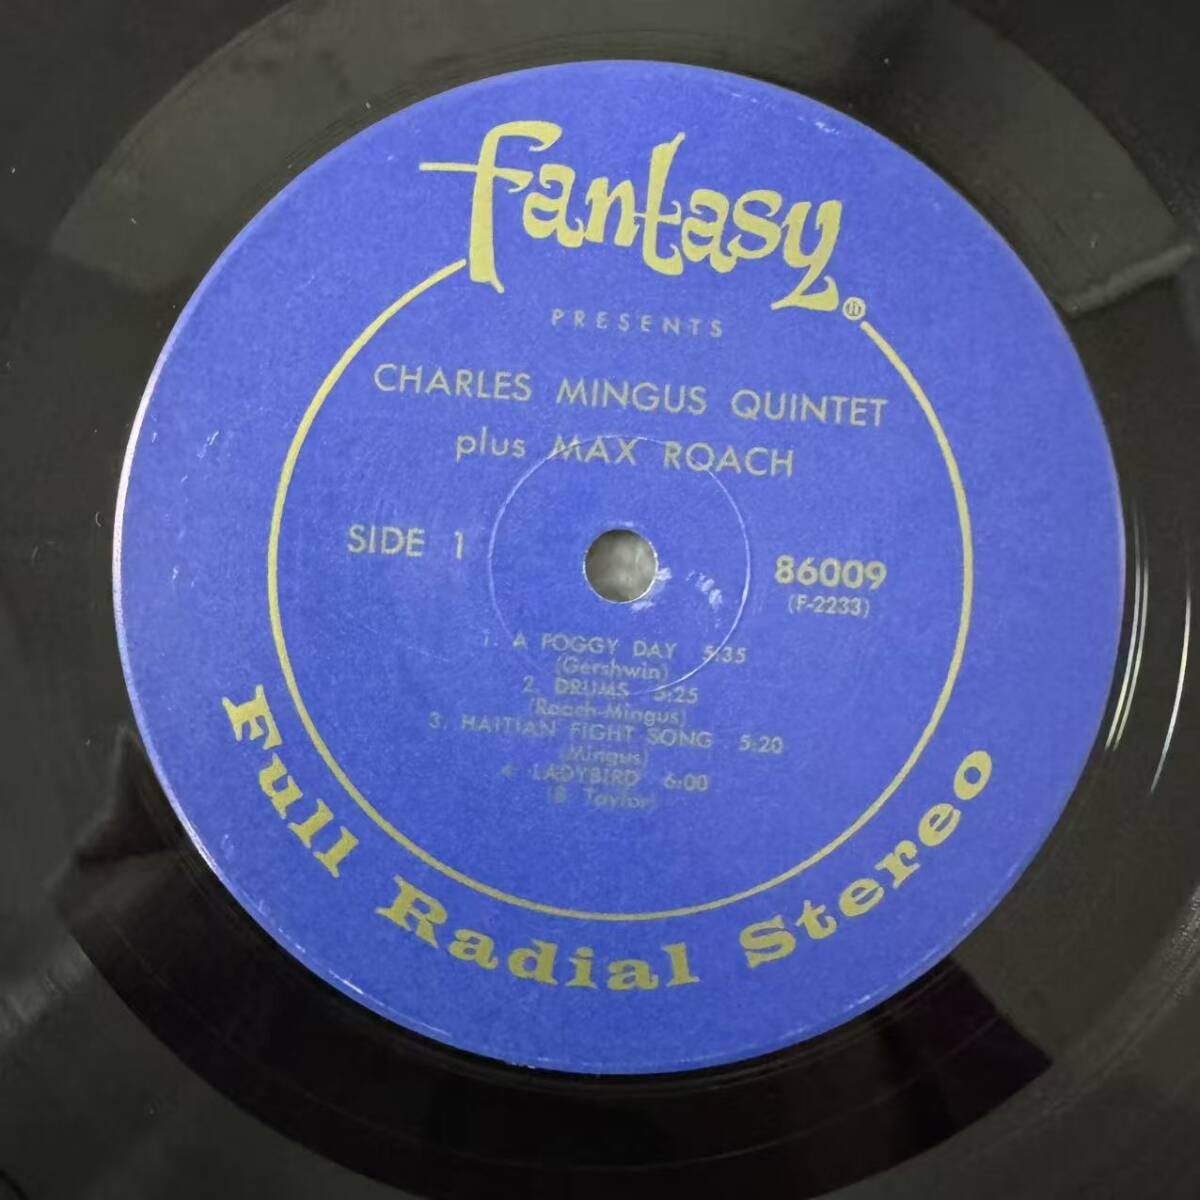 fantasy®
PRESENTS
CHARLES MINGUS QUINTET
plus MAX ROACH
SIDE 1
86009
(F-2233)
1. A FOGGY DAY 5:35
(Gershwin)
2. DRUMS 5:25
(Roach-Mingus)
3. HAITIAN FIGHT SONG 5:20
(Mingus)
4. LADYBIRD 6:00
(B. Taylor)
Full Radial Stereo